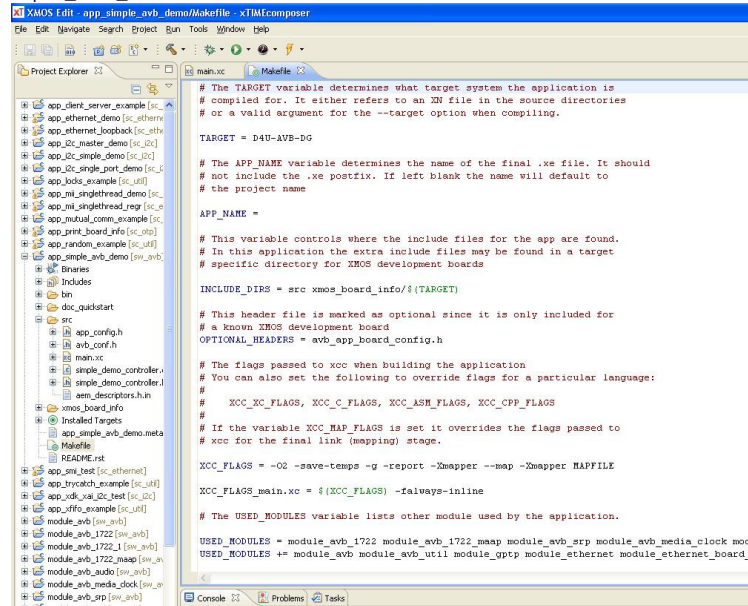 XMOS Edit - app_simple_avb_demo/Makefile - xTIMEcomposer
File Edit Navigate Search Project Run Tools Window Help
Project Explorer
main.xc
Makefile
app_client_server_example [sc_
app_ethernet_demo [sc_etherne
app_ethernet_loopback [sc_ethe
app_i2c_master_demo [sc_i2c]
app_i2c_simple_demo [sc_i2c]
app_i2c_single_port_demo [sc_i2
app_locks_example [sc_util]
app_mii_singlethread_demo [sc_
app_mii_singlethread_regr [sc_e
app_mutual_comm_example [sc_
app_print_board_info [sc_otp]
app_random_example [sc_util]
app_simple_avb_demo [sw_avb]
Binaries
Includes
bin
doc_quickstart
src
app_config.h
avb_conf.h
main.xc
simple_demo_controller.c
simple_demo_controller.h
aem_descriptors.h.in
xmos_board_info
Installed Targets
app_simple_avb_demo.meta
Makefile
README.rst
app_smi_test [sc_ethernet]
app_trycatch_example [sc_util]
app_xdk_xai_i2c_test [sc_i2c]
app_xfifo_example [sc_util]
module_avb [sw_avb]
module_avb_1722 [sw_avb]
module_avb_1722_1 [sw_avb]
module_avb_1722_maap [sw_av
module_avb_audio [sw_avb]
module_avb_media_clock [sw_av
module_avb_srp [sw_avb]
# The TARGET variable determines what target system the application is
# compiled for. It either refers to an XN file in the source directories
# or a valid argument for the --target option when compiling.
TARGET = D4U-AVB-DG
# The APP_NAME variable determines the name of the final .xe file. It should
# not include the .xe postfix. If left blank the name will default to
# the project name
APP_NAME =
# This variable controls where the include files for the app are found.
# In this application the extra include files may be found in a target
# specific directory for XMOS development boards
INCLUDE_DIRS = src xmos_board_info/$(TARGET)
# This header file is marked as optional since it is only included for
# a known XMOS development board
OPTIONAL_HEADERS = avb_app_board_config.h
# The flags passed to xcc when building the application
# You can also set the following to override flags for a particular language:
#
# XCC_XC_FLAGS, XCC_C_FLAGS, XCC_ASM_FLAGS, XCC_CPP_FLAGS
#
# If the variable XCC_MAP_FLAGS is set it overrides the flags passed to
# xcc for the final link (mapping) stage.
XCC_FLAGS = -O2 -save-temps -g -report -Xmapper --map -Xmapper MAPFILE
XCC_FLAGS_main.xc = $(XCC_FLAGS) -falways-inline
# The USED_MODULES variable lists other module used by the application.
USED_MODULES = module_avb_1722 module_avb_1722_maap module_avb_srp module_avb_media_clock mod
USED_MODULES += module_avb module_avb_util module_gptp module_ethernet module_ethernet_board_
Console
Problems
Tasks